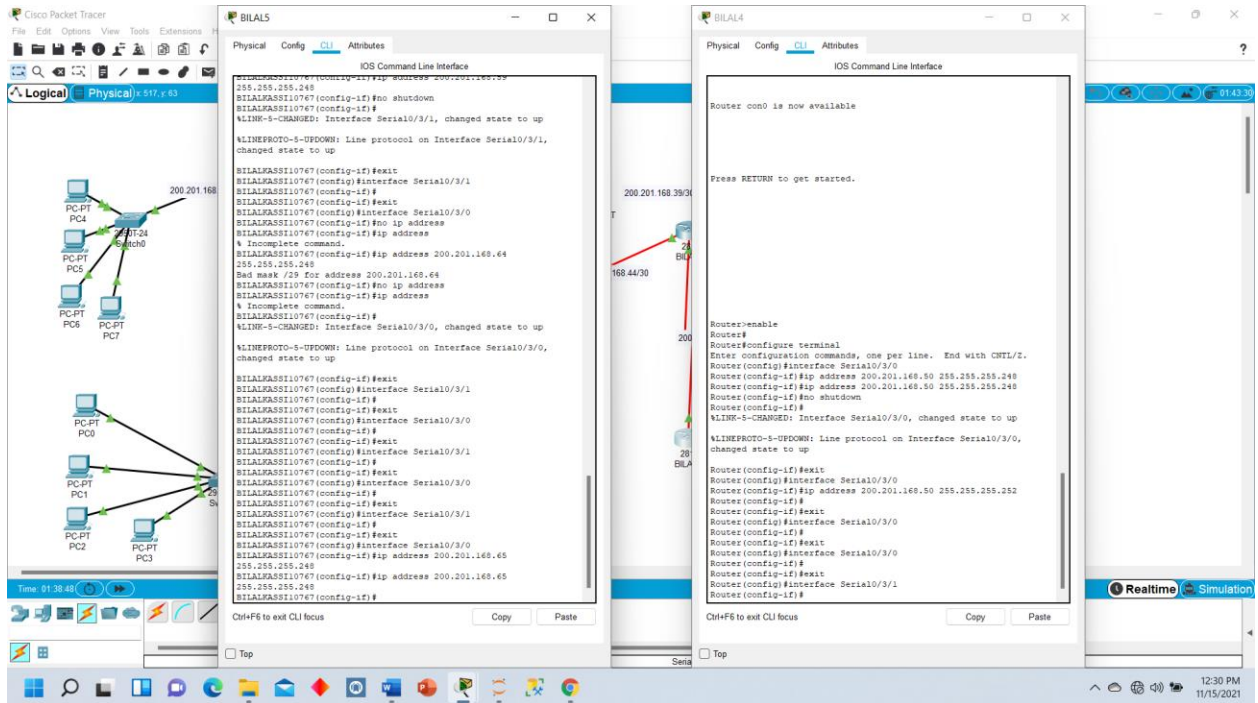 Cisco Packet Tracer
File Edit Options View Tools Extensions H
Logical Physical x: 517, y: 63
200.201.168
PC-PT
PC4
2950T-24
Switch0
PC-PT
PC5
PC-PT
PC6
PC-PT
PC7
PC-PT
PC0
PC-PT
PC1
PC-PT
PC2
PC-PT
PC3
29
Sw
Time: 01:38:48
BILAL5
Physical Config CLI Attributes
IOS Command Line Interface
BILALKASSI10767(config-if)#ip address 200.201.168.59
255.255.255.248
BILALKASSI10767(config-if)#no shutdown
BILALKASSI10767(config-if)#
%LINK-5-CHANGED: Interface Serial0/3/1, changed state to up
%LINEPROTO-5-UPDOWN: Line protocol on Interface Serial0/3/1,
changed state to up
BILALKASSI10767(config-if)#exit
BILALKASSI10767(config)#interface Serial0/3/1
BILALKASSI10767(config-if)#
BILALKASSI10767(config-if)#exit
BILALKASSI10767(config)#interface Serial0/3/0
BILALKASSI10767(config-if)#no ip address
BILALKASSI10767(config-if)#ip address
% Incomplete command.
BILALKASSI10767(config-if)#ip address 200.201.168.64
255.255.255.248
Bad mask /29 for address 200.201.168.64
BILALKASSI10767(config-if)#no ip address
BILALKASSI10767(config-if)#ip address
% Incomplete command.
BILALKASSI10767(config-if)#
%LINK-5-CHANGED: Interface Serial0/3/0, changed state to up
%LINEPROTO-5-UPDOWN: Line protocol on Interface Serial0/3/0,
changed state to up
BILALKASSI10767(config-if)#exit
BILALKASSI10767(config)#interface Serial0/3/1
BILALKASSI10767(config-if)#
BILALKASSI10767(config-if)#exit
BILALKASSI10767(config)#interface Serial0/3/0
BILALKASSI10767(config-if)#
BILALKASSI10767(config-if)#exit
BILALKASSI10767(config)#interface Serial0/3/1
BILALKASSI10767(config-if)#
BILALKASSI10767(config-if)#exit
BILALKASSI10767(config)#interface Serial0/3/0
BILALKASSI10767(config-if)#
BILALKASSI10767(config-if)#exit
BILALKASSI10767(config)#interface Serial0/3/1
BILALKASSI10767(config-if)#
BILALKASSI10767(config-if)#exit
BILALKASSI10767(config)#interface Serial0/3/0
BILALKASSI10767(config-if)#ip address 200.201.168.65
255.255.255.248
BILALKASSI10767(config-if)#ip address 200.201.168.65
255.255.255.248
BILALKASSI10767(config-if)#
Ctrl+F6 to exit CLI focus
Copy Paste
Top
200.201.168.39/30
T
28
BIL
168.44/30
200
281
BILA
Seria
BILAL4
Physical Config CLI Attributes
IOS Command Line Interface
Router con0 is now available
Press RETURN to get started.
Router>enable
Router#
Router#configure terminal
Enter configuration commands, one per line. End with CNTL/Z.
Router(config)#interface Serial0/3/0
Router(config-if)#ip address 200.201.168.50 255.255.255.248
Router(config-if)#ip address 200.201.168.50 255.255.255.248
Router(config-if)#no shutdown
Router(config-if)#
%LINK-5-CHANGED: Interface Serial0/3/0, changed state to up
%LINEPROTO-5-UPDOWN: Line protocol on Interface Serial0/3/0,
changed state to up
Router(config-if)#exit
Router(config)#interface Serial0/3/0
Router(config-if)#ip address 200.201.168.50 255.255.255.252
Router(config-if)#
Router(config-if)#exit
Router(config)#interface Serial0/3/0
Router(config-if)#
Router(config-if)#exit
Router(config)#interface Serial0/3/0
Router(config-if)#
Router(config-if)#exit
Router(config)#interface Serial0/3/1
Router(config-if)#
Ctrl+F6 to exit CLI focus
Copy Paste
Top
?
01:43:30
Realtime Simulation
12:30 PM
11/15/2021